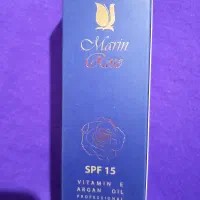 Marin
Rose
SPF 15
VITAMIN E
ARGAN OIL
PROFESSIONAL